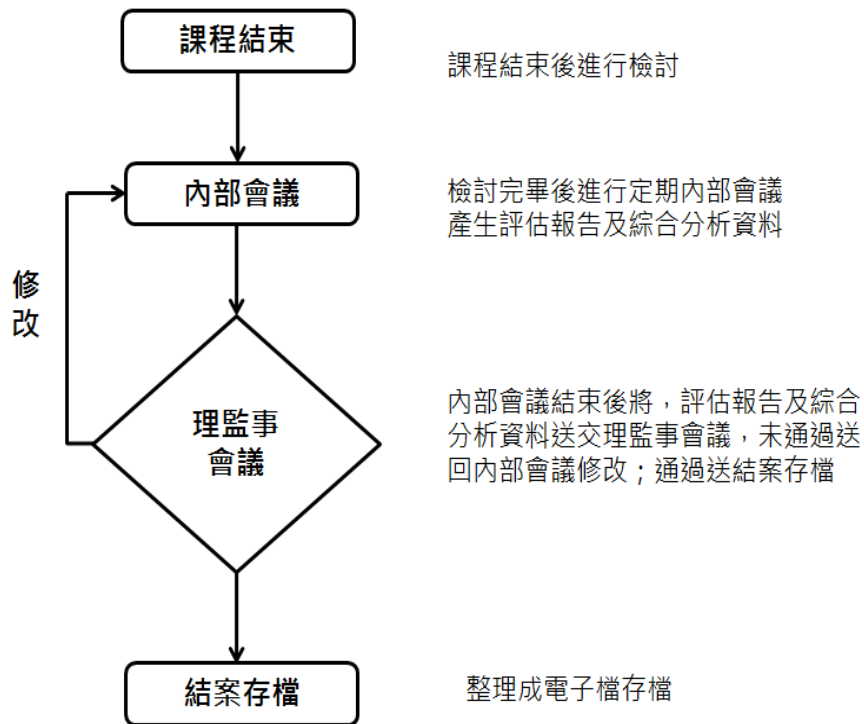 課程結束
課程結束後進行檢討
內部會議
檢討完畢後進行定期內部會議
產生評估報告及綜合分析資料
修
改
理監事
會議
內部會議結束後將，評估報告及綜合
分析資料送交理監事會議，未通過送
回內部會議修改；通過送結案存檔
結案存檔
整理成電子檔存檔